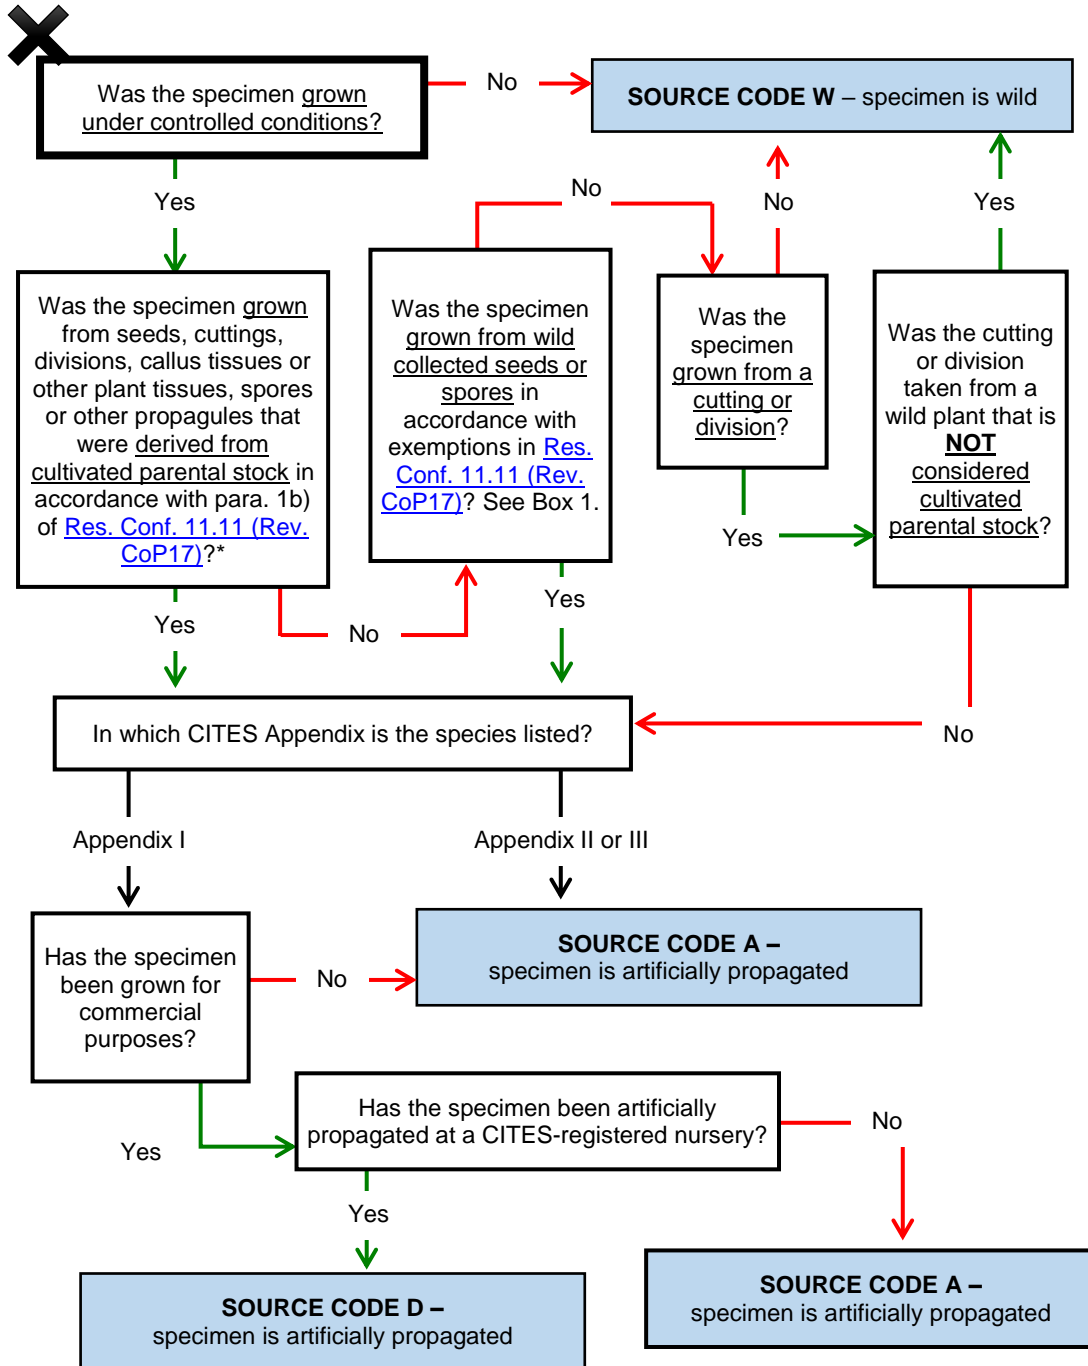 Was the specimen grown
under controlled conditions?
No
SOURCE CODE W – specimen is wild
Yes
No
No
Yes
Was the specimen grown
from seeds, cuttings,
divisions, callus tissues or
other plant tissues, spores
or other propagules that
were derived from
cultivated parental stock in
accordance with para. 1b)
of Res. Conf. 11.11 (Rev.
CoP17)?*
Was the specimen
grown from wild
collected seeds or
spores in
accordance with
exemptions in Res.
Conf. 11.11 (Rev.
CoP17)? See Box 1.
Was the
specimen
grown from a
cutting or
division?
Was the cutting
or division
taken from a
wild plant that is
NOT
considered
cultivated
parental stock?
Yes
Yes
No
Yes
No
In which CITES Appendix is the species listed?
Appendix I
Appendix II or III
Has the specimen
been grown for
commercial
purposes?
No
SOURCE CODE A –
specimen is artificially propagated
Yes
Has the specimen been artificially
propagated at a CITES-registered nursery?
No
Yes
SOURCE CODE D –
specimen is artificially propagated
SOURCE CODE A –
specimen is artificially propagated